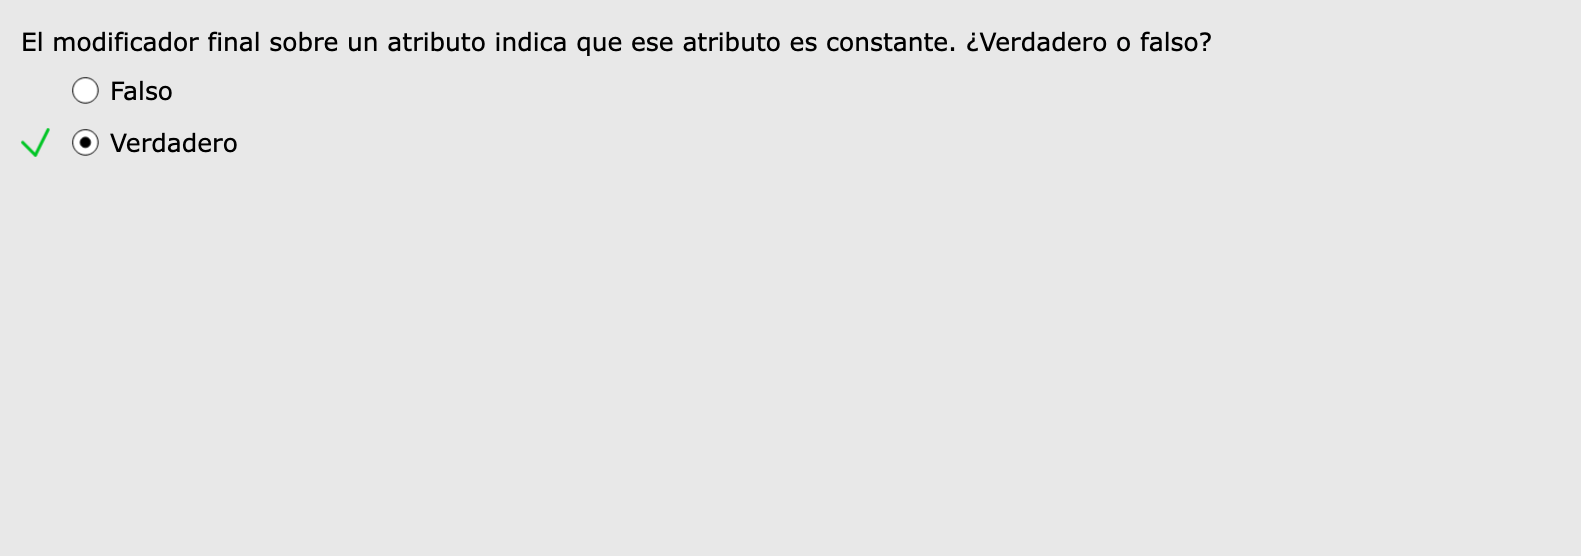 El modificador final sobre un atributo indica que ese atributo es constante. ¿Verdadero o falso?
Falso
Verdadero